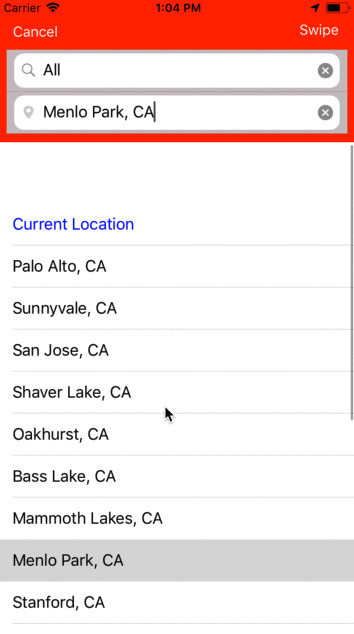 Carrier 1:04 PM
Cancel Swipe
All
Menlo Park, CA
Current Location
Palo Alto, CA
Sunnyvale, CA
San Jose, CA
Shaver Lake, CA
Oakhurst, CA
Bass Lake, CA
Mammoth Lakes, CA
Menlo Park, CA
Stanford, CA